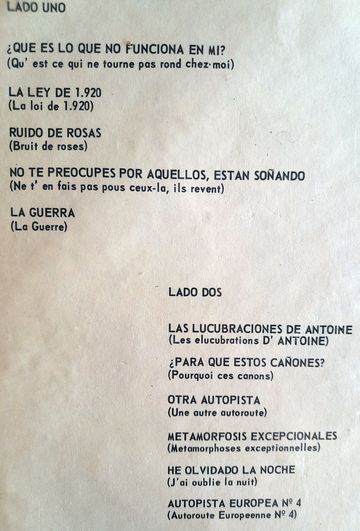 LADO UNO
¿QUE ES LO QUE NO FUNCIONA EN MI?
(Qu' est ce qui ne tourne pas rond chez·moi)
LA LEY DE 1.920
(La loi de 1.920)
RUIDO DE ROSAS
(Bruit de roses)
NO TE PREOCUPES POR AQUELLOS, ESTAN SOÑANDO
(Ne t' en fais pas pous ceux-la, ils revent)
LA GUERRA
(La Guerre)
LADO DOS
LAS LUCUBRACIONES DE ANTOINE
(Les elucubrations D' ANTOINE)
¿PARA QUE ESTOS CAÑONES?
(Pourquoi ces canons)
OTRA AUTOPISTA
(Une autre autoroute)
METAMORFOSIS EXCEPCIONALES
(Metamorphoses exceptionnelles)
HE OLVIDADO LA NOCHE
(J'ai oublie la nuit)
AUTOPISTA EUROPEA Nº 4
(Autoroute Europeenne Nº 4)